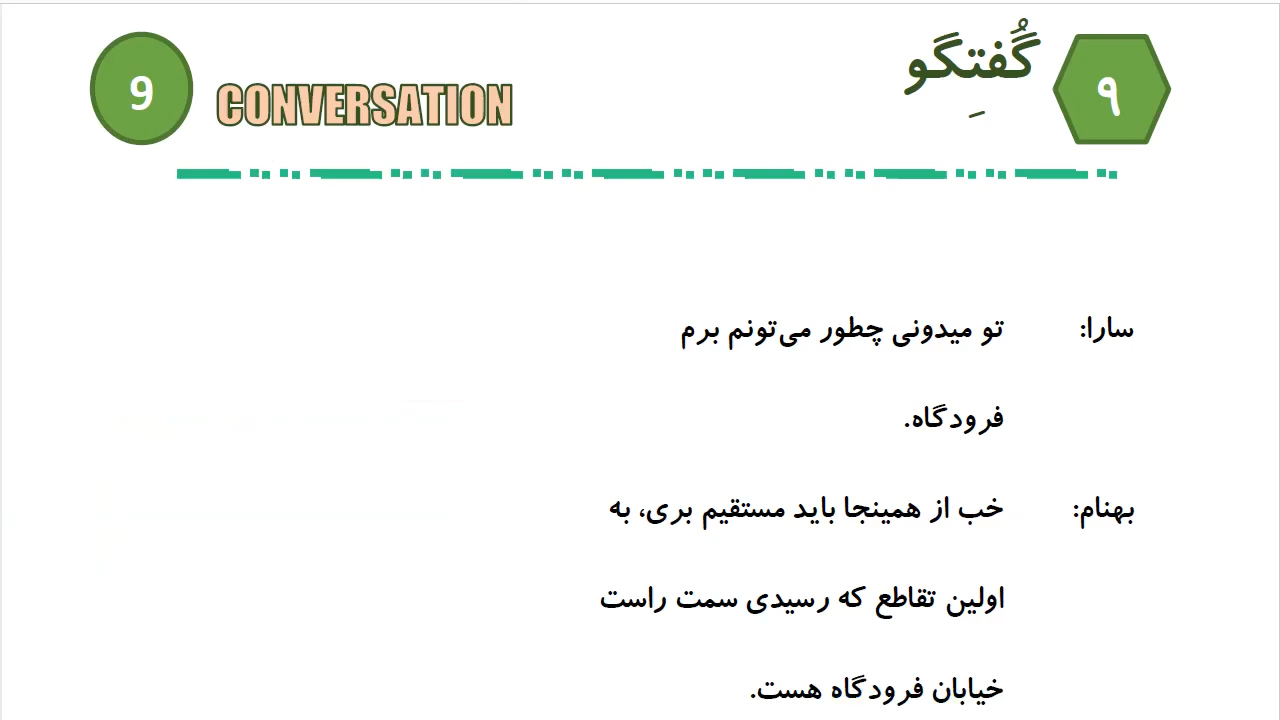 9 CONVERSATION گُفتِگو ۹
سارا: تو میدونی چطور می‌تونم برم
فرودگاه.
بهنام: خب از همینجا باید مستقیم بری، به
اولین تقاطع که رسیدی سمت راست
خیابان فرودگاه هست.